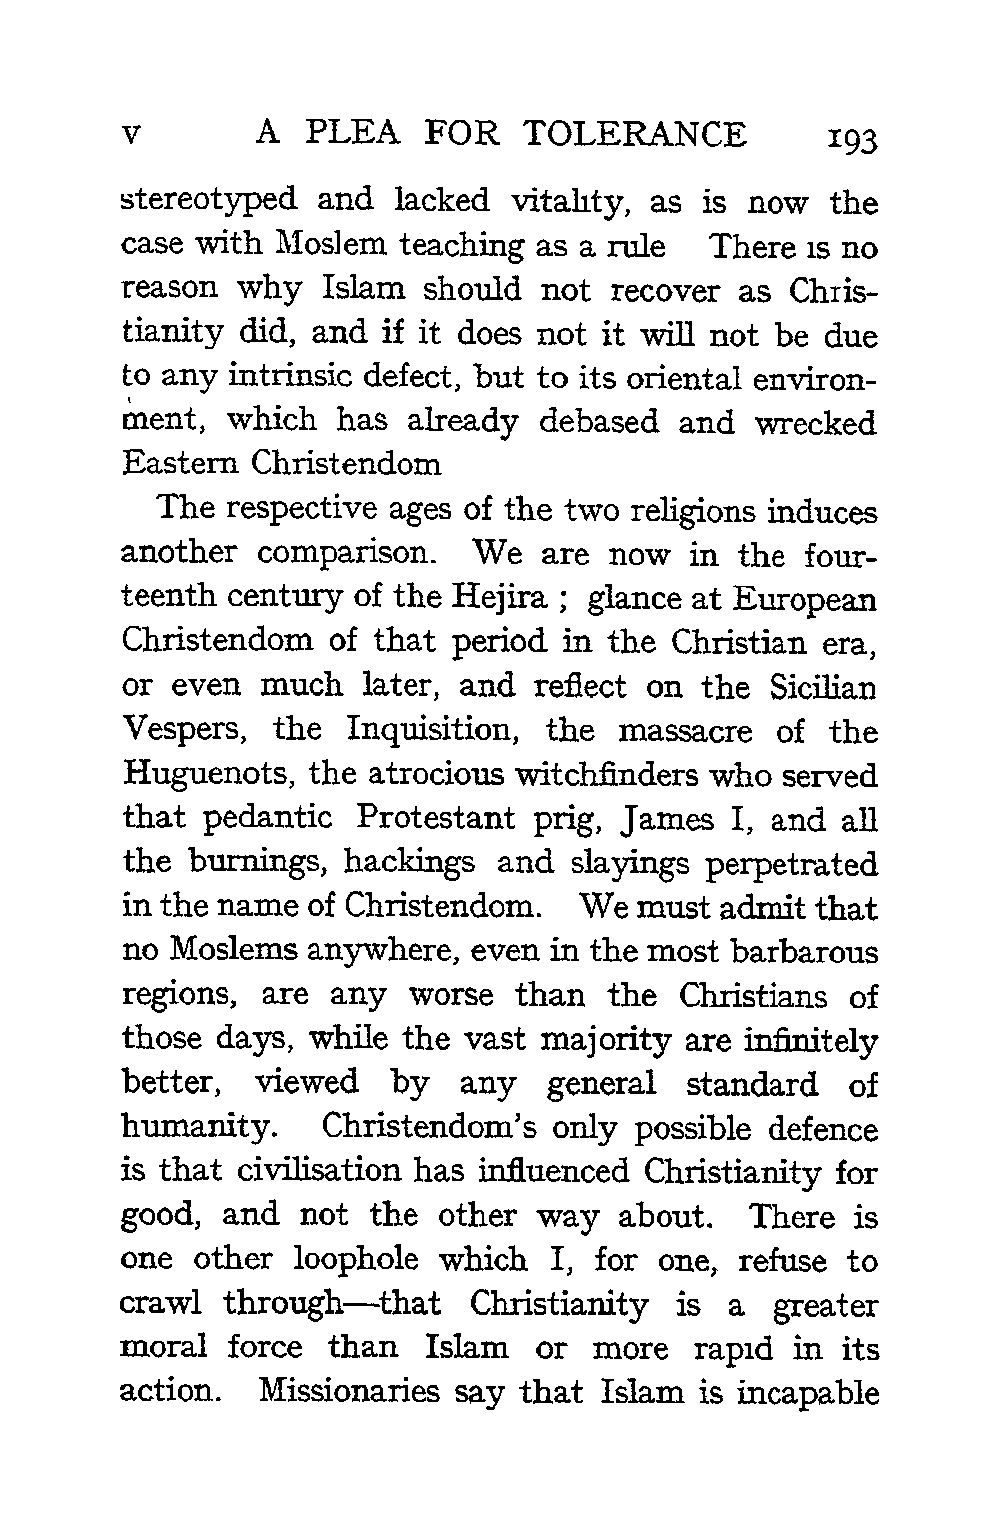 v A PLEA FOR TOLERANCE 193
stereotyped and lacked vitality, as is now the
case with Moslem teaching as a rule There is no
reason why Islam should not recover as Chris-
tianity did, and if it does not it will not be due
to any intrinsic defect, but to its oriental environ-
ment, which has already debased and wrecked
Eastern Christendom
The respective ages of the two religions induces
another comparison. We are now in the four-
teenth century of the Hejira ; glance at European
Christendom of that period in the Christian era,
or even much later, and reflect on the Sicilian
Vespers, the Inquisition, the massacre of the
Huguenots, the atrocious witchfinders who served
that pedantic Protestant prig, James I, and all
the burnings, hackings and slayings perpetrated
in the name of Christendom. We must admit that
no Moslems anywhere, even in the most barbarous
regions, are any worse than the Christians of
those days, while the vast majority are infinitely
better, viewed by any general standard of
humanity. Christendom's only possible defence
is that civilisation has influenced Christianity for
good, and not the other way about. There is
one other loophole which I, for one, refuse to
crawl through—that Christianity is a greater
moral force than Islam or more rapid in its
action. Missionaries say that Islam is incapable